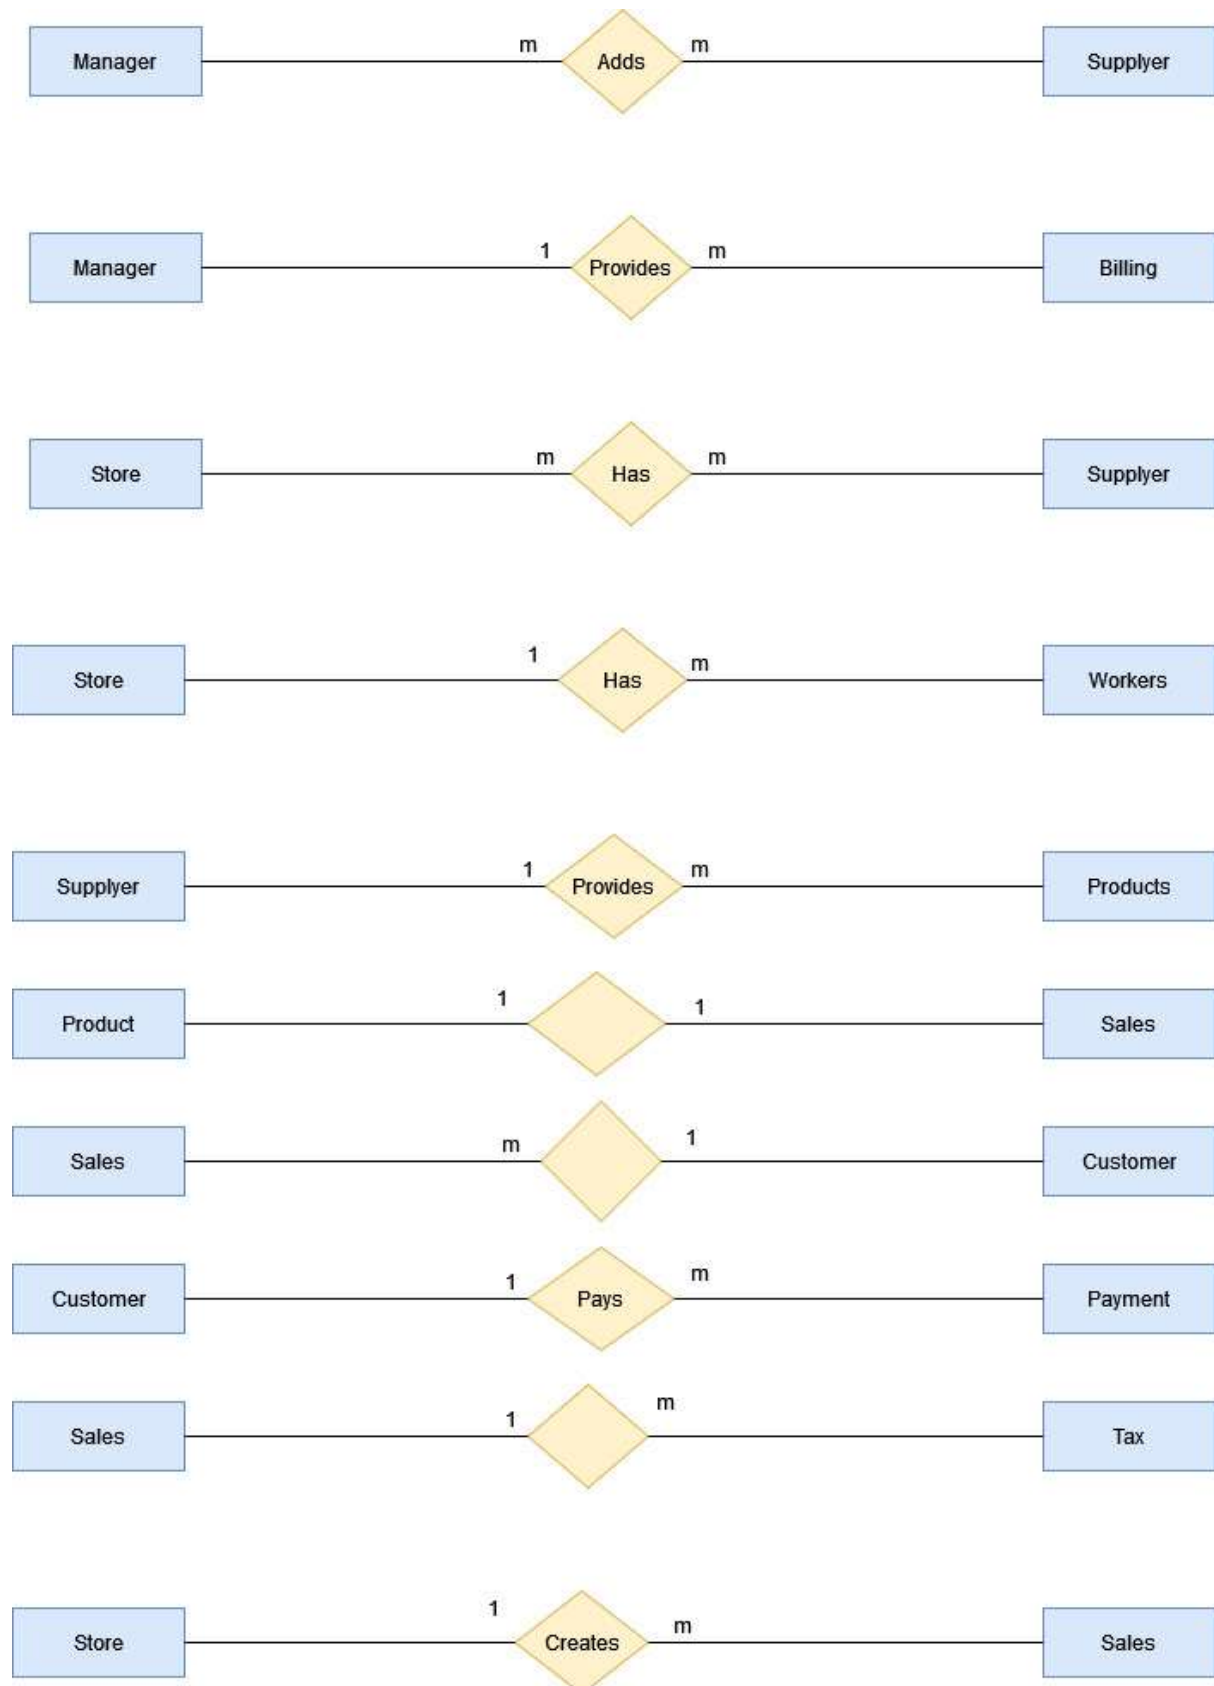 m m
Manager Adds Supplyer
1 m
Manager Provides Billing
m m
Store Has Supplyer
1 m
Store Has Workers
1 m
Supplyer Provides Products
1 1
Product Sales
m 1
Sales Customer
1 m
Customer Pays Payment
1 m
Sales Tax
1 m
Store Creates Sales